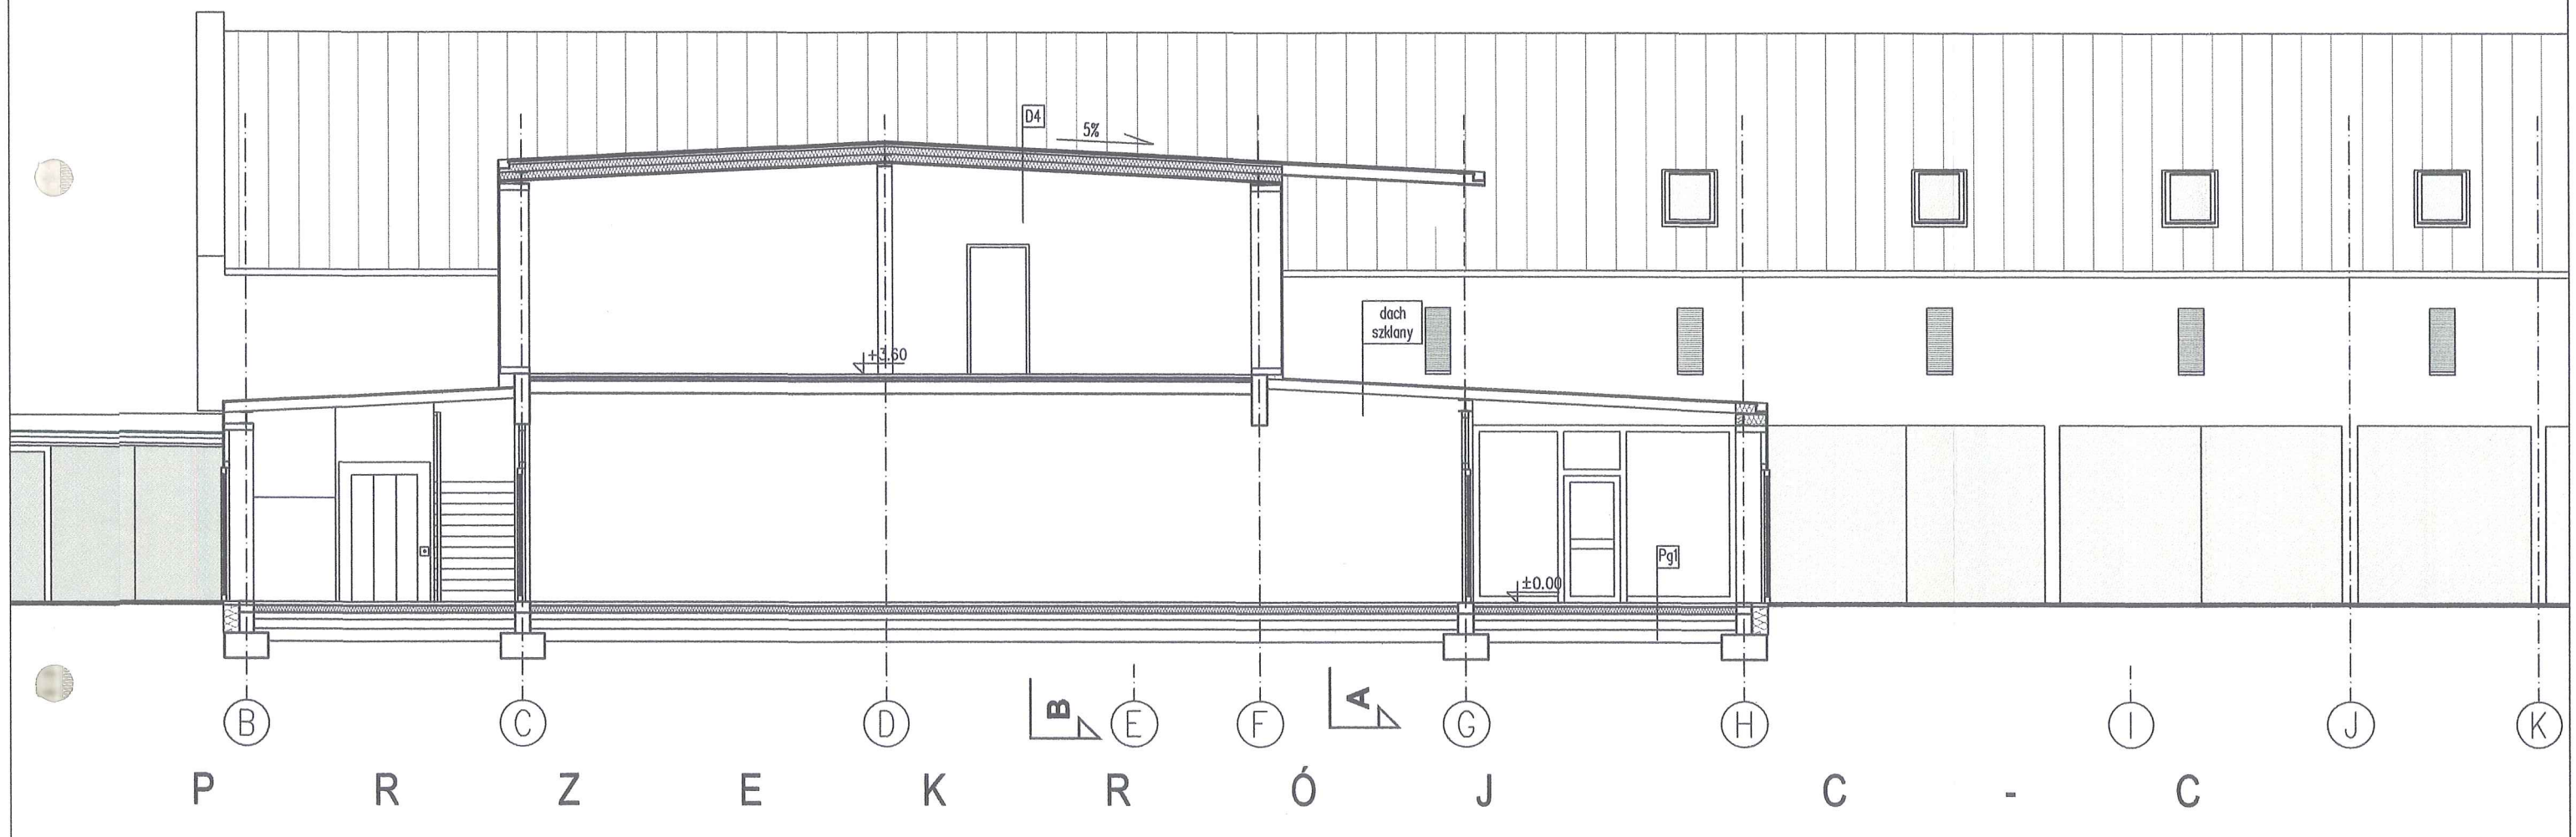 D4
5%
dach
szklany
+3.60
Pg1
±0.00
B
A
B C D E F G H I J K
P R Z E K R Ó J C - C